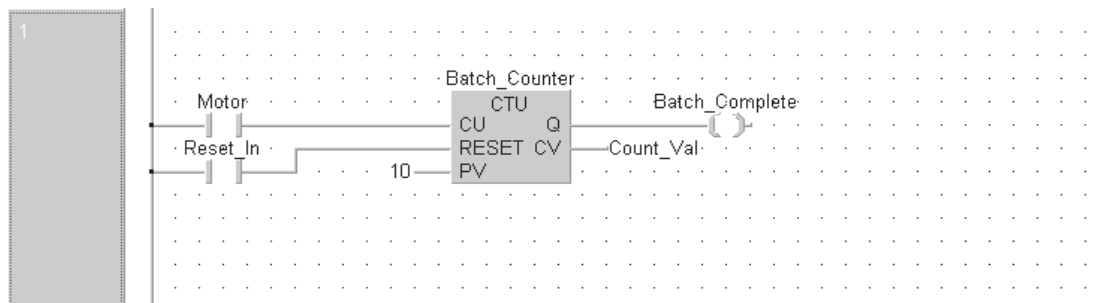 1
Batch_Counter
Motor
CTU
Batch_Complete
CU Q
Reset_In
RESET CV
Count_Val
10
PV